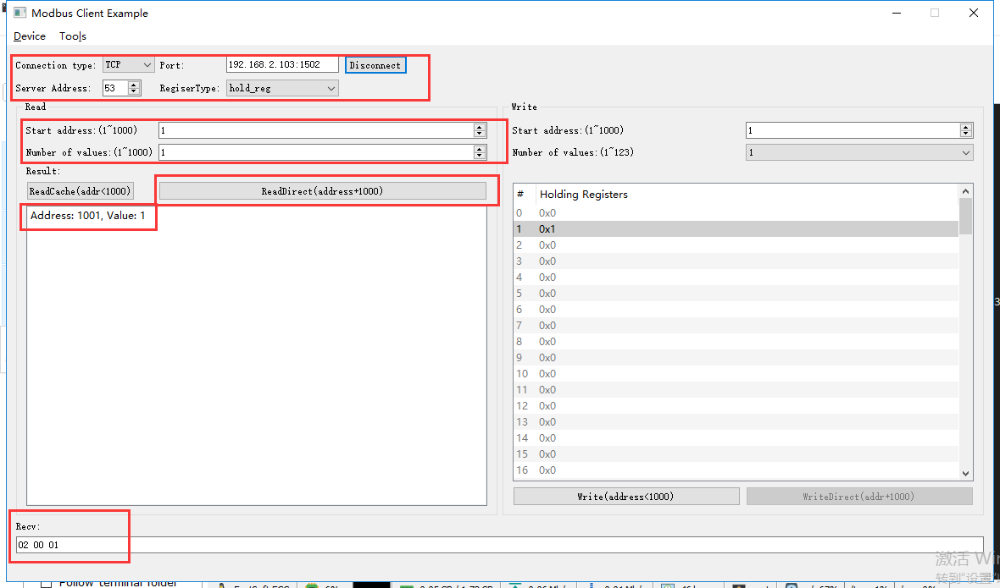 Modbus Client Example
Device Tools
Connection type: TCP Port: 192.168.2.103:1502 Disconnect
Server Address: 53 RegiserType: hold_reg
Read
Start address:(1~1000) 1
Number of values:(1~1000) 1
Result:
ReadCache(addr<1000) ReadDirect(address+1000)
Address: 1001, Value: 1
Write
Start address:(1~1000) 1
Number of values:(1~123) 1
# Holding Registers
0 0x0
1 0x1
2 0x0
3 0x0
4 0x0
5 0x0
6 0x0
7 0x0
8 0x0
9 0x0
10 0x0
11 0x0
12 0x0
13 0x0
14 0x0
15 0x0
16 0x0
Write(address<1000) WriteDirect(addr+1000)
Recv:
02 00 01
激活 Wi
转到"设置"
Follow terminal folder